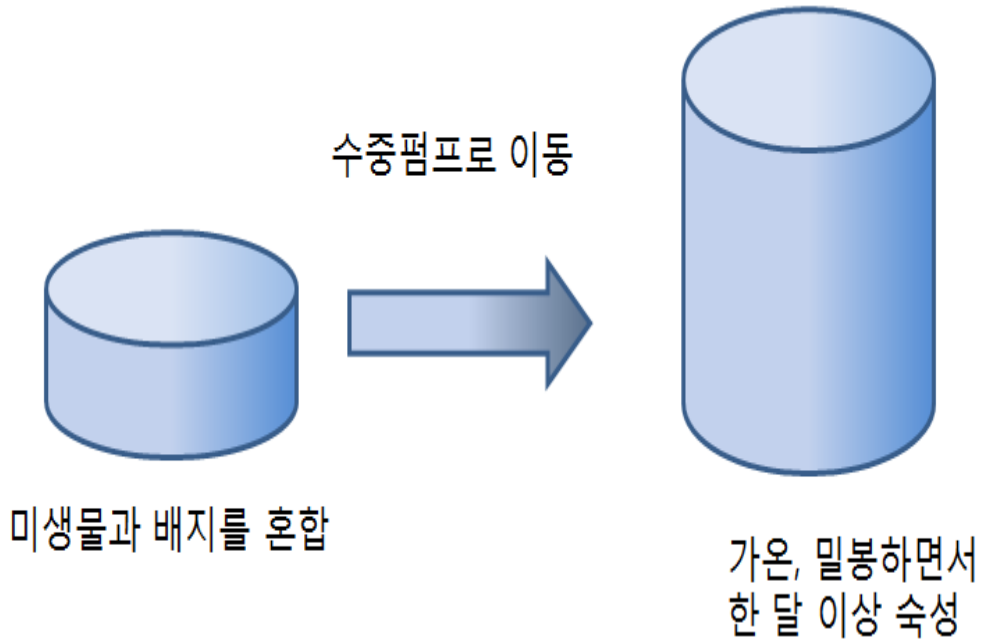 수중펌프로 이동
미생물과 배지를 혼합
가온, 밀봉하면서
한 달 이상 숙성